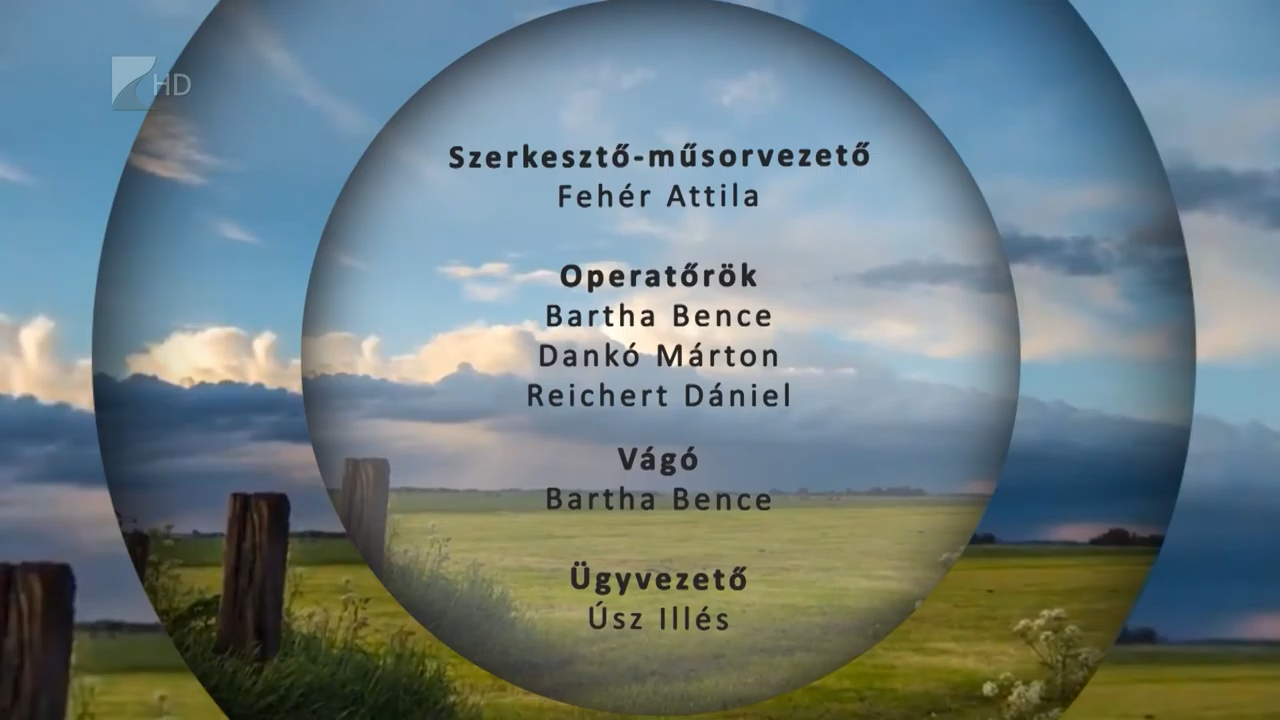 HD
Szerkesztő-műsorvezető
Fehér Attila
Operatőrök
Bartha Bence
Dankó Márton
Reichert Dániel
Vágó
Bartha Bence
Ügyvezető
Úsz Illés